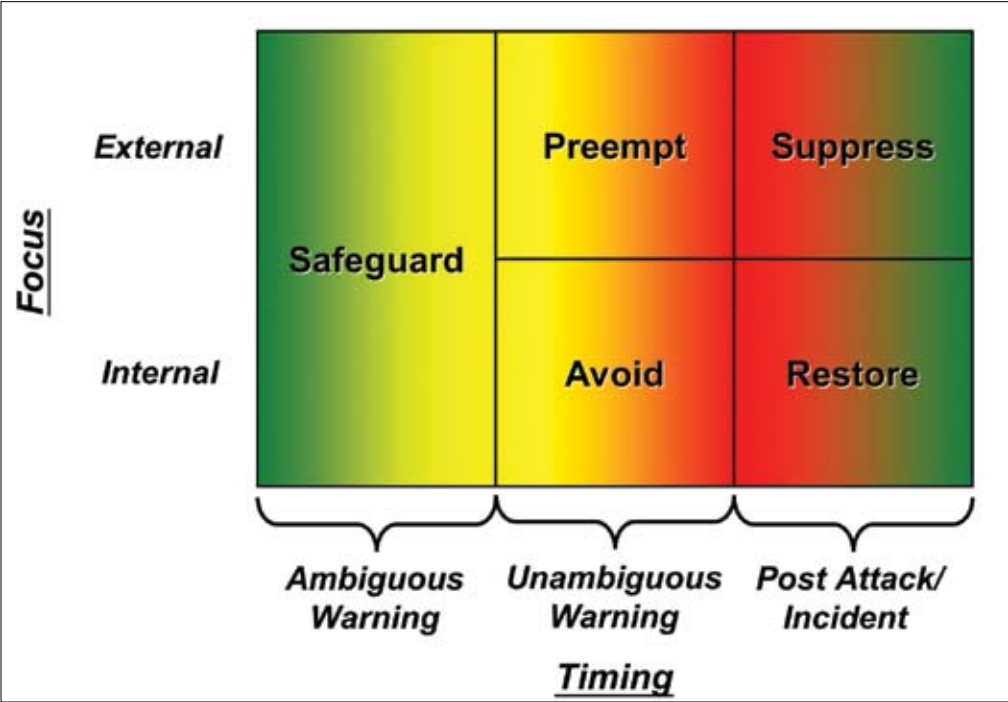 External
Preempt
Suppress
Focus
Safeguard
Internal
Avoid
Restore
Ambiguous
Warning
Unambiguous
Warning
Post Attack/
Incident
Timing